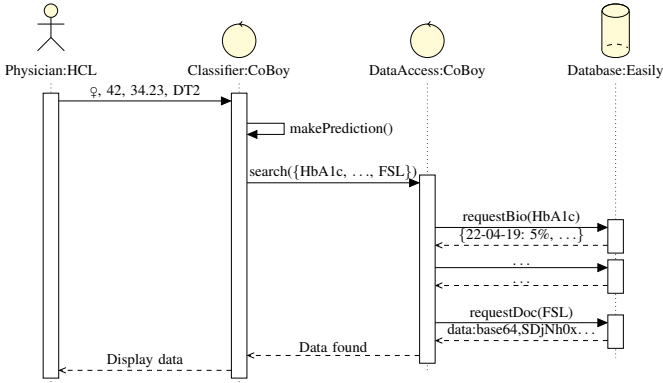 Physician:HCL
Classifier:CoBoy
DataAccess:CoBoy
Database:Easily
♀, 42, 34.23, DT2
makePrediction()
search({HbA1c, ..., FSL})
requestBio(HbA1c)
{22-04-19: 5%, ...}
...
...
requestDoc(FSL)
data:base64,SDjNh0x...
Data found
Display data